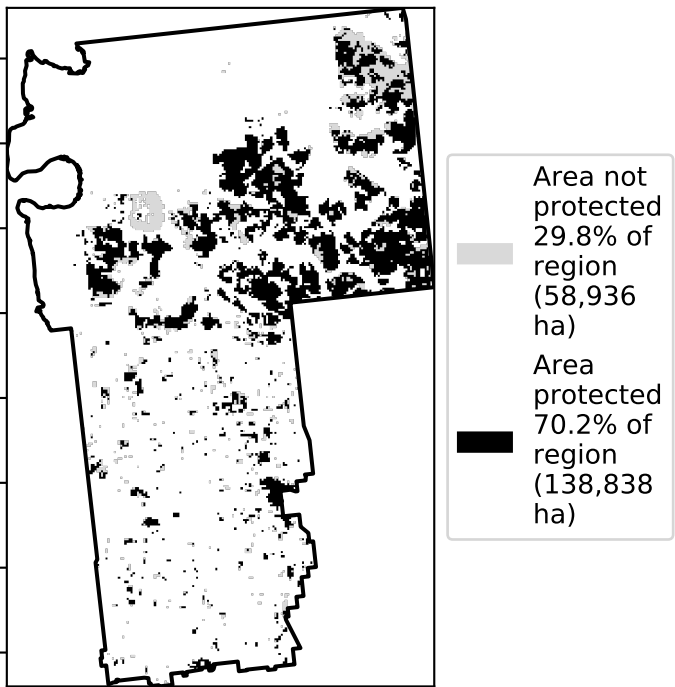 Area not
protected
29.8% of
region
(58,936
ha)
Area
protected
70.2% of
region
(138,838
ha)